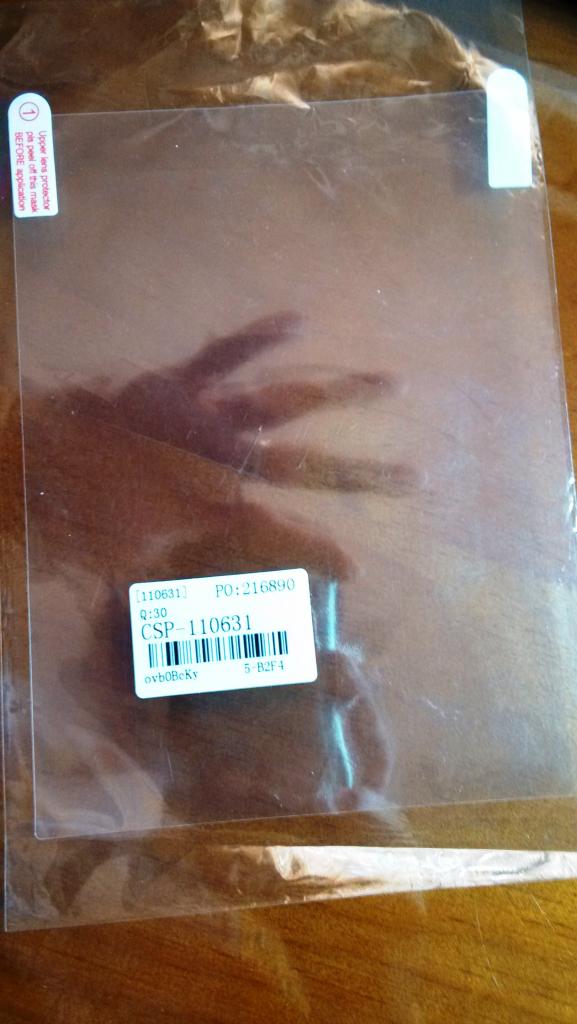 ①
Upper lens protector
pls peel off this mask
BEFORE application
[110631] PO:216890
Q:30
CSP-110631
ovb0BcKv 5-B2F4